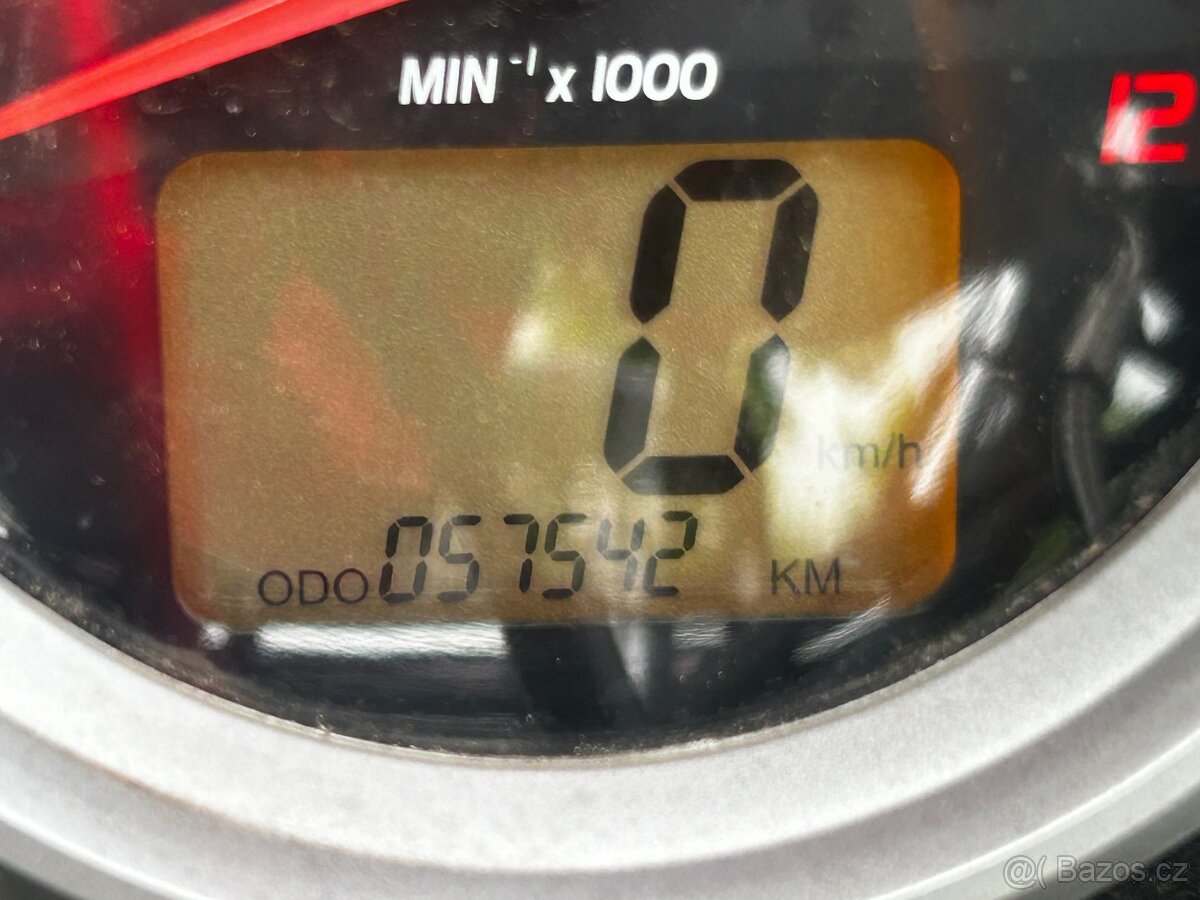 MIN⁻¹ x 1000
12
0
km/h
ODO 057542 KM
@( Bazos.cz